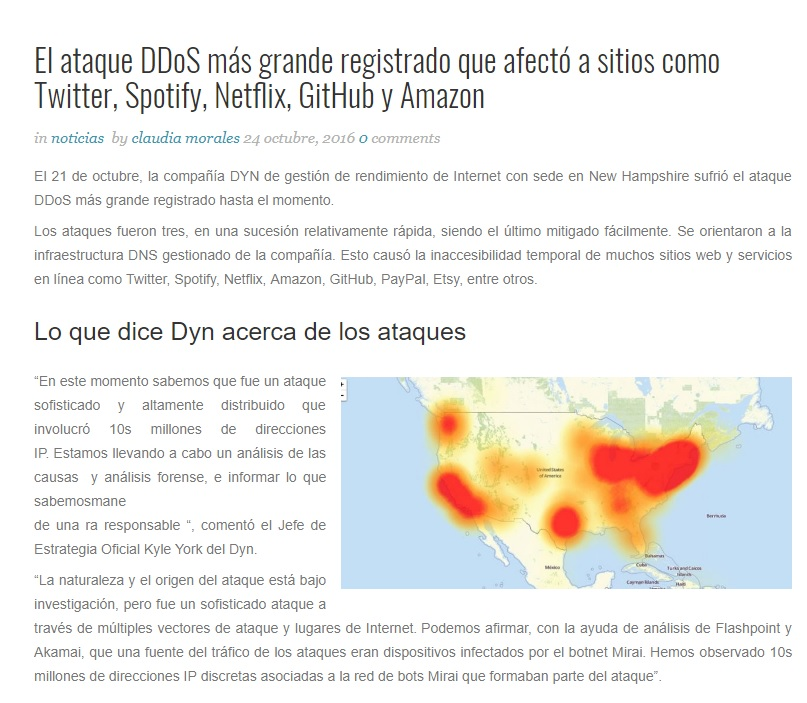 El ataque DDoS más grande registrado que afectó a sitios como
Twitter, Spotify, Netflix, GitHub y Amazon
in noticias by claudia morales 24 octubre, 2016 0 comments
El 21 de octubre, la compañía DYN de gestión de rendimiento de Internet con sede en New Hampshire sufrió el ataque
DDoS más grande registrado hasta el momento.
Los ataques fueron tres, en una sucesión relativamente rápida, siendo el último mitigado fácilmente. Se orientaron a la
infraestructura DNS gestionado de la compañía. Esto causó la inaccesibilidad temporal de muchos sitios web y servicios
en línea como Twitter, Spotify, Netflix, Amazon, GitHub, PayPal, Etsy, entre otros.
Lo que dice Dyn acerca de los ataques
“En este momento sabemos que fue un ataque
sofisticado y altamente distribuido que
involucró 10s millones de direcciones
IP. Estamos llevando a cabo un análisis de las
causas y análisis forense, e informar lo que
sabemosmane
de una ra responsable “, comentó el Jefe de
Estrategia Oficial Kyle York del Dyn.
“La naturaleza y el origen del ataque está bajo
investigación, pero fue un sofisticado ataque a
través de múltiples vectores de ataque y lugares de Internet. Podemos afirmar, con la ayuda de análisis de Flashpoint y
Akamai, que una fuente del tráfico de los ataques eran dispositivos infectados por el botnet Mirai. Hemos observado 10s
millones de direcciones IP discretas asociadas a la red de bots Mirai que formaban parte del ataque”.
+
-
United States
of America
Bermuda
México
Bahamas
Cuba
Turks and Caicos
Islands
Cayman Islands
Haiti